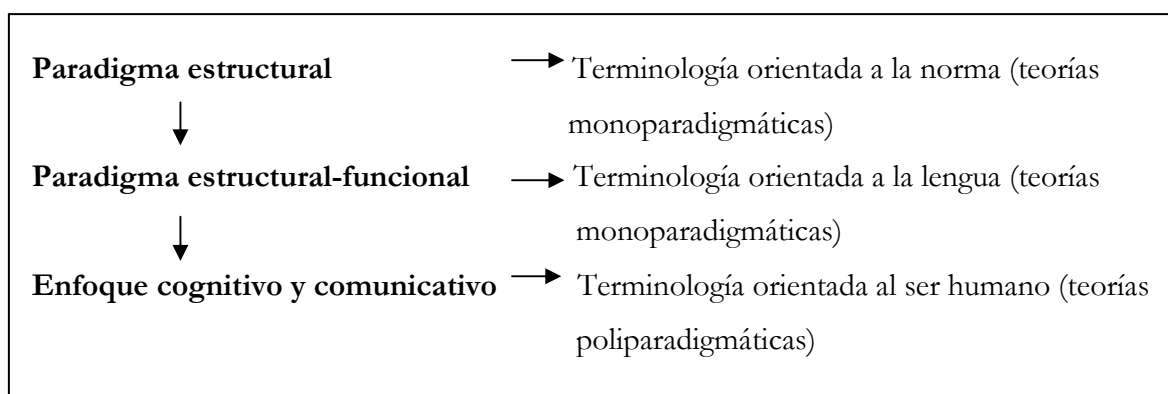 Paradigma estructural Terminología orientada a la norma (teorías
monoparadigmáticas)
Paradigma estructural-funcional Terminología orientada a la lengua (teorías
monoparadigmáticas)
Enfoque cognitivo y comunicativo Terminología orientada al ser humano (teorías
poliparadigmáticas)